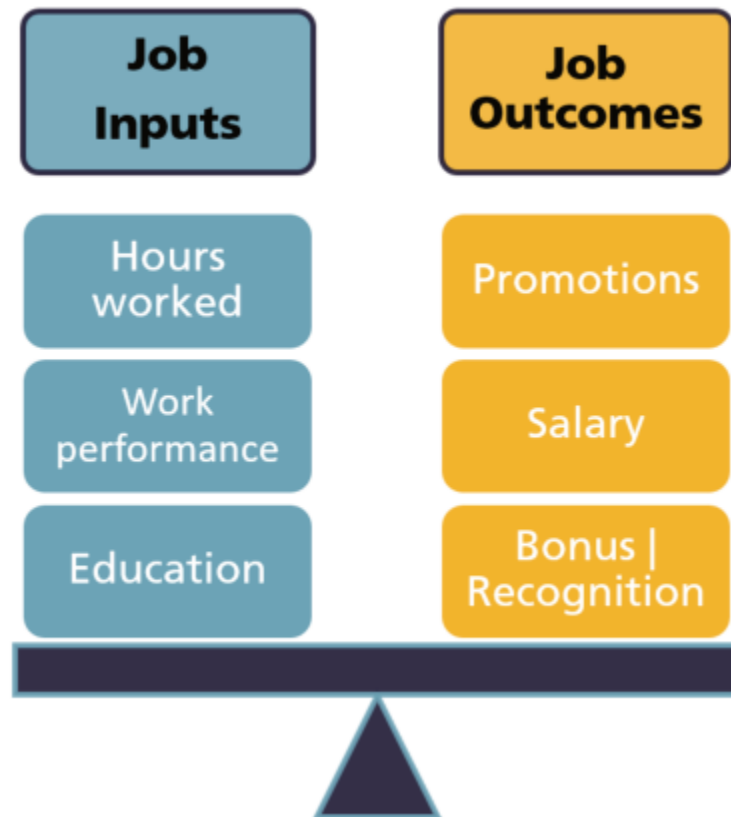 Job
Inputs
Job
Outcomes
Hours
worked
Promotions
Work
performance
Salary
Education
Bonus |
Recognition